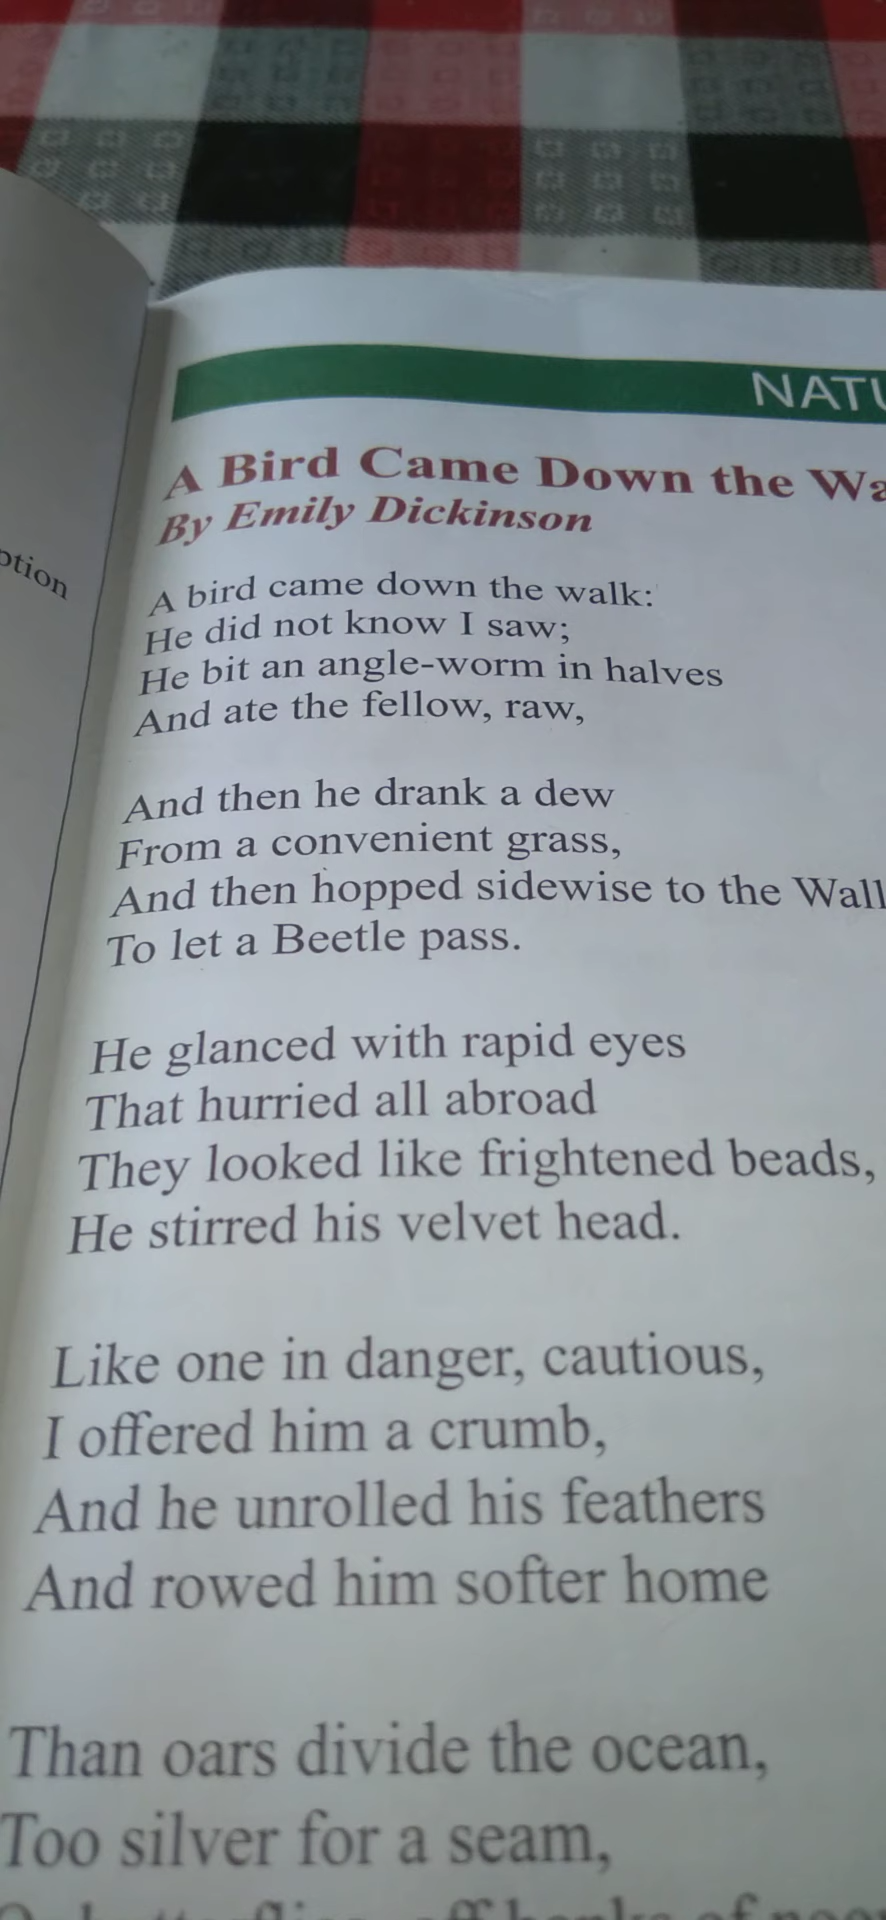 NATU
A Bird Came Down the Wa
By Emily Dickinson
ption
A bird came down the walk:
He did not know I saw;
He bit an angle-worm in halves
And ate the fellow, raw,
And then he drank a dew
From a convenient grass,
And then hopped sidewise to the Wall
To let a Beetle pass.
He glanced with rapid eyes
That hurried all abroad
They looked like frightened beads,
He stirred his velvet head.
Like one in danger, cautious,
I offered him a crumb,
And he unrolled his feathers
And rowed him softer home
Than oars divide the ocean,
Too silver for a seam,